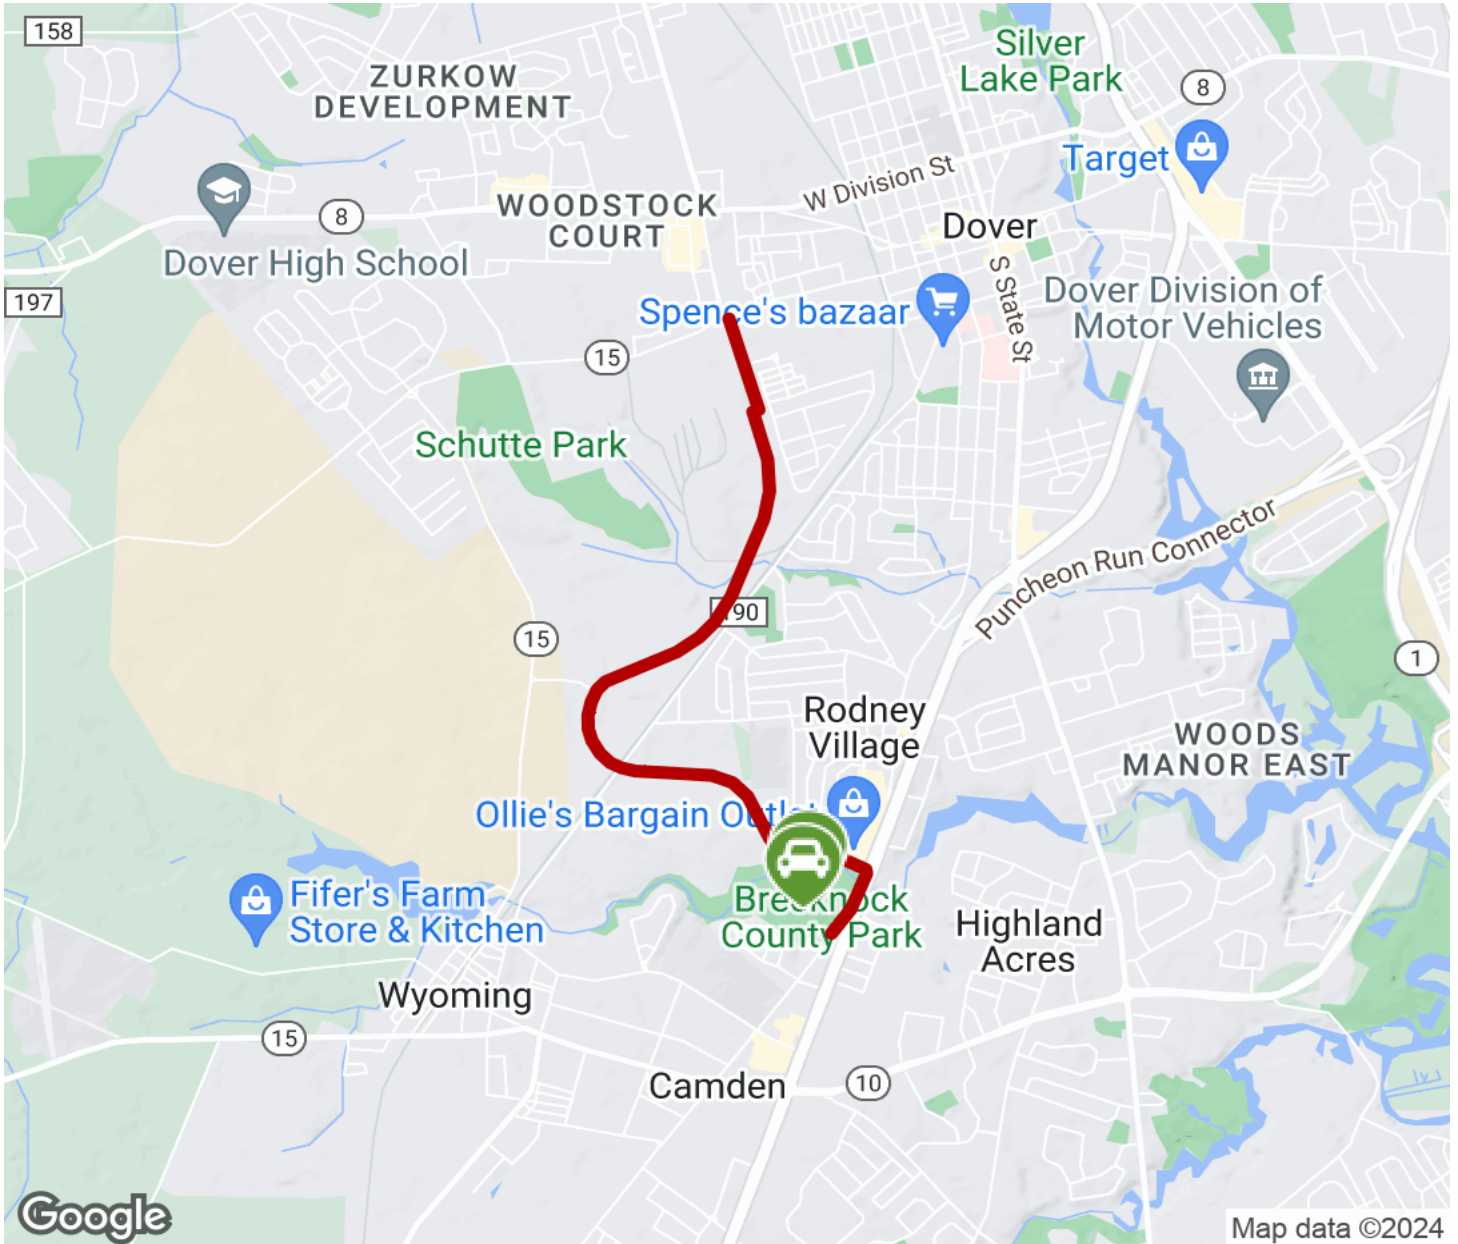 158
ZURKOW
DEVELOPMENT
Silver
Lake Park
8
Target
W Division St
WOODSTOCK
COURT
8
Dover
Dover High School
197
Spence's bazaar
S State St
Dover Division of
Motor Vehicles
15
Schutte Park
Puncheon Run Connector
190
15
1
Rodney
Village
WOODS
MANOR EAST
Ollie's Bargain Outlet
Fifer's Farm
Store & Kitchen
Brecknock
County Park
Highland
Acres
Wyoming
15
Camden
10
Google
Map data ©2024